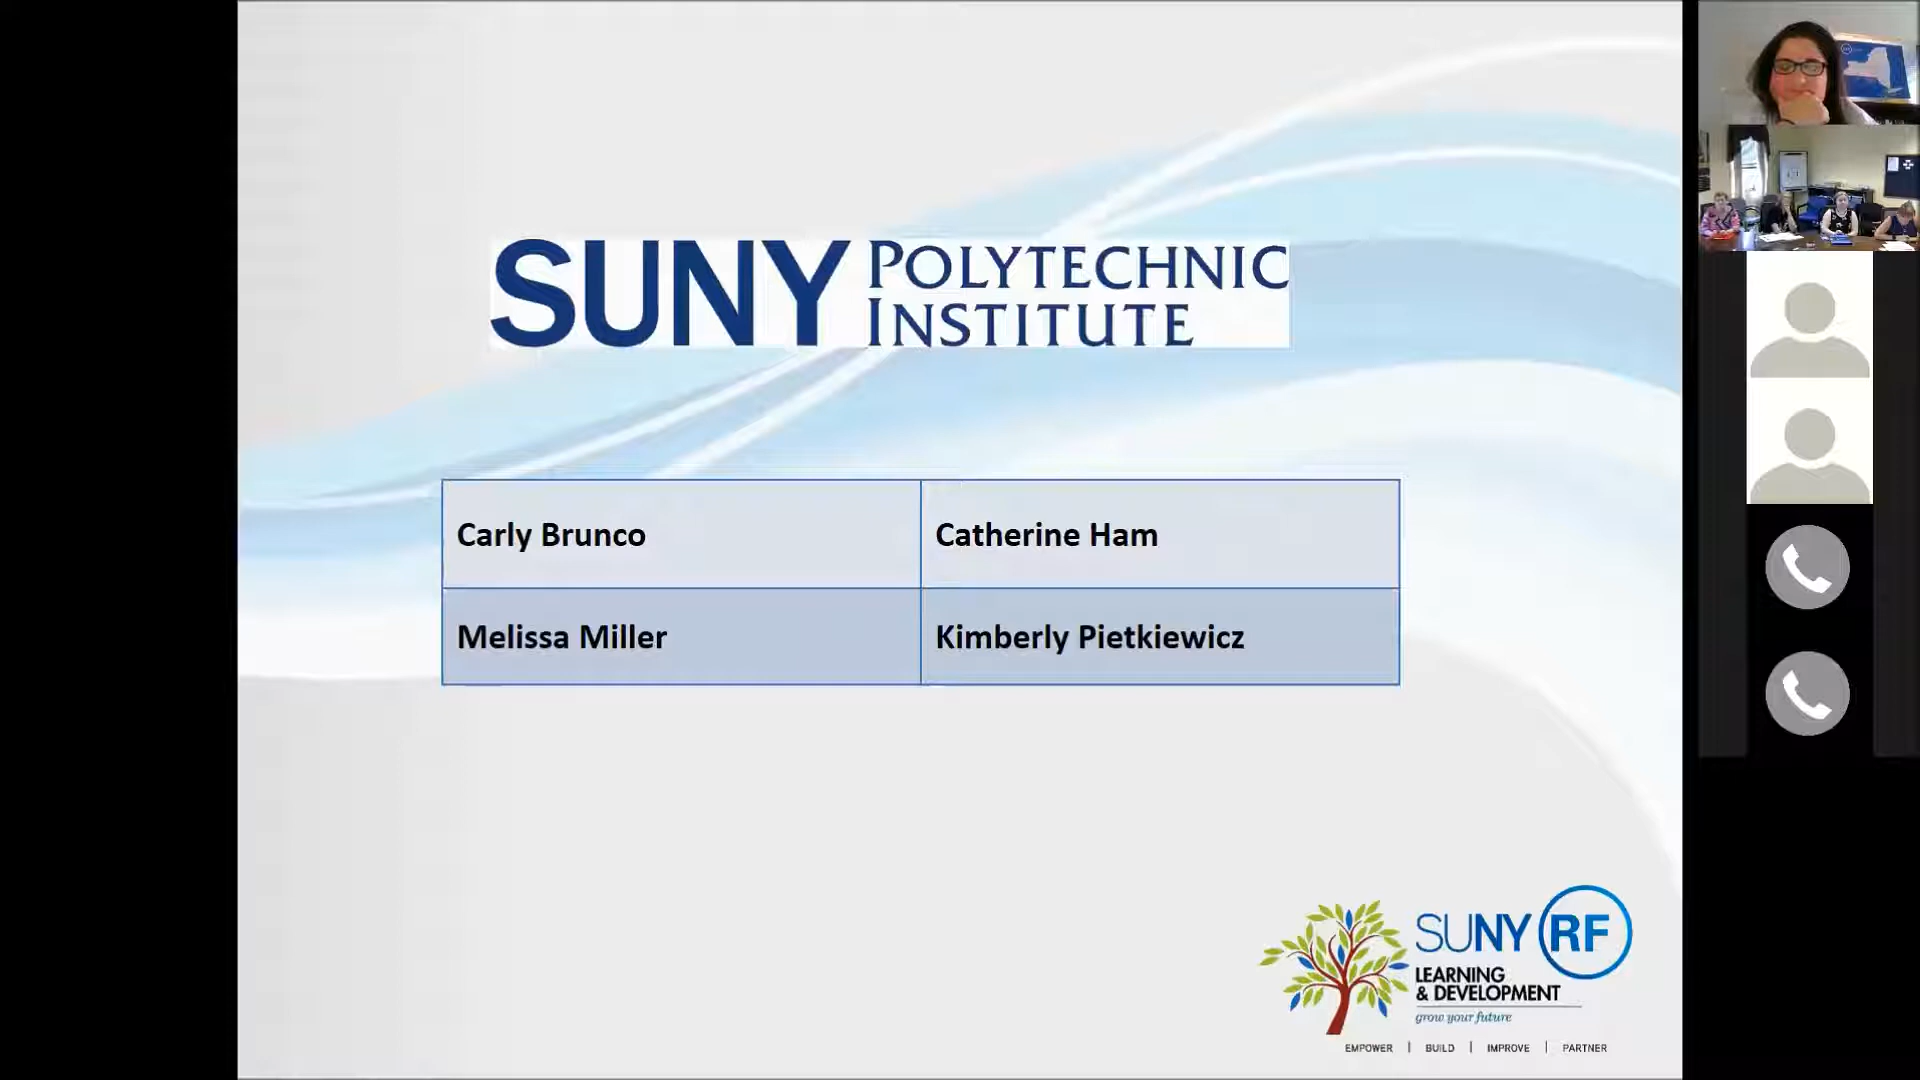 SUNY POLYTECHNIC
INSTITUTE
Carly Brunco
Catherine Ham
Melissa Miller
Kimberly Pietkiewicz
SUNY RF
LEARNING
& DEVELOPMENT
grow your future
EMPOWER | BUILD | IMPROVE | PARTNER